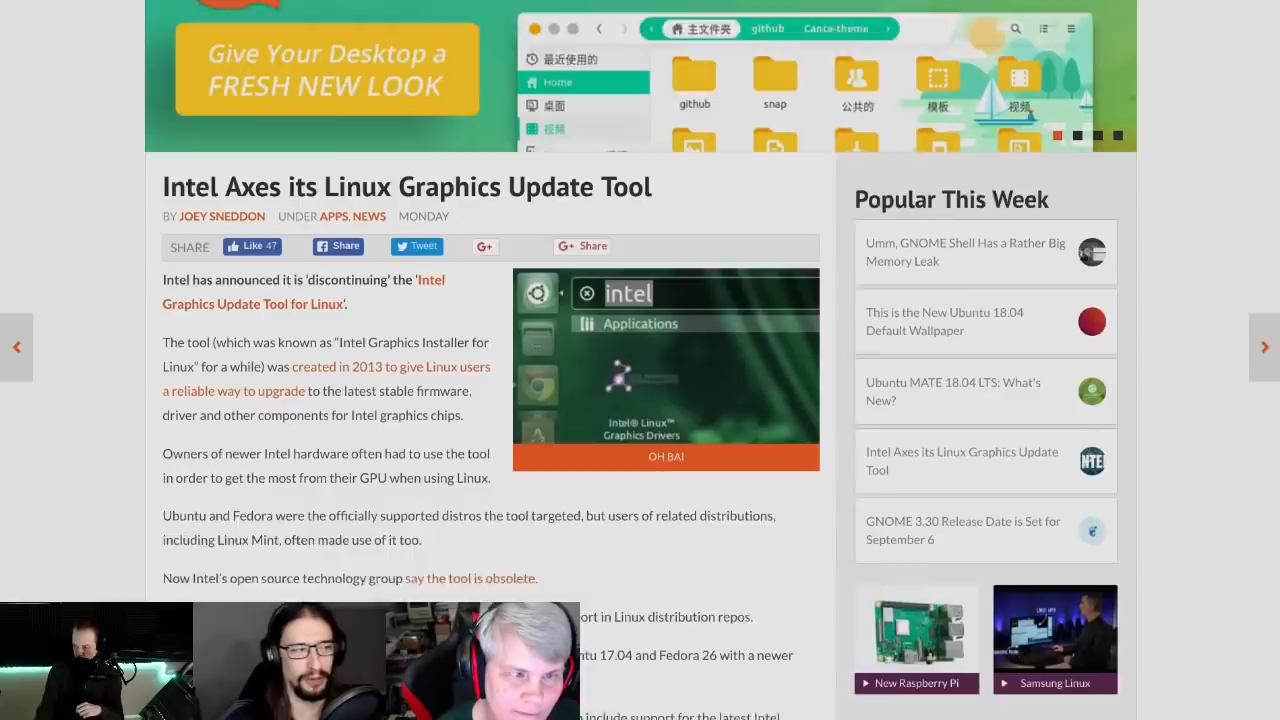 Give Your Desktop a
FRESH NEW LOOK
主文件夹 github Canta-theme
最近使用的
Home
桌面
视频
github snap 公共的 模板 视频
Intel Axes its Linux Graphics Update Tool
BY JOEY SNEDDON UNDER APPS, NEWS MONDAY
SHARE Like 47 Share Tweet G+ G+ Share
Intel has announced it is ‘discontinuing’ the ‘Intel
Graphics Update Tool for Linux’.
The tool (which was known as “Intel Graphics Installer for
Linux” for a while) was created in 2013 to give Linux users
a reliable way to upgrade to the latest stable firmware,
driver and other components for Intel graphics chips.
Owners of newer Intel hardware often had to use the tool
in order to get the most from their GPU when using Linux.
intel
Applications
Intel® Linux™
Graphics Drivers
OH BAI
Ubuntu and Fedora were the officially supported distros the tool targeted, but users of related distributions,
including Linux Mint, often made use of it too.
Now Intel’s open source technology group say the tool is obsolete.
ort in Linux distribution repos.
ntu 17.04 and Fedora 26 with a newer
include support for the latest Intel
Popular This Week
Umm, GNOME Shell Has a Rather Big
Memory Leak
This is the New Ubuntu 18.04
Default Wallpaper
Ubuntu MATE 18.04 LTS: What’s
New?
Intel Axes its Linux Graphics Update
Tool
INTE
GNOME 3.30 Release Date is Set for
September 6
New Raspberry Pi
Samsung Linux